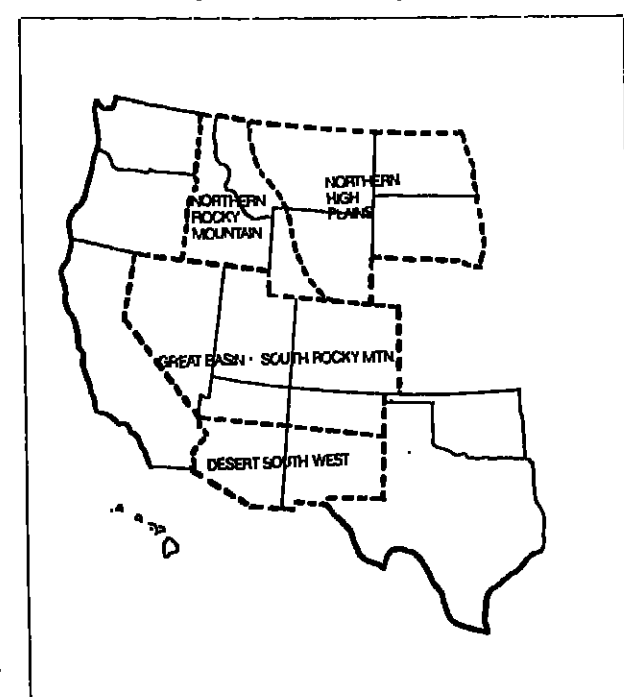 NORTHERN
ROCKY
MOUNTAIN
NORTHERN
HIGH
PLAINS
GREAT BASIN · SOUTH ROCKY MTN.
DESERT SOUTH WEST